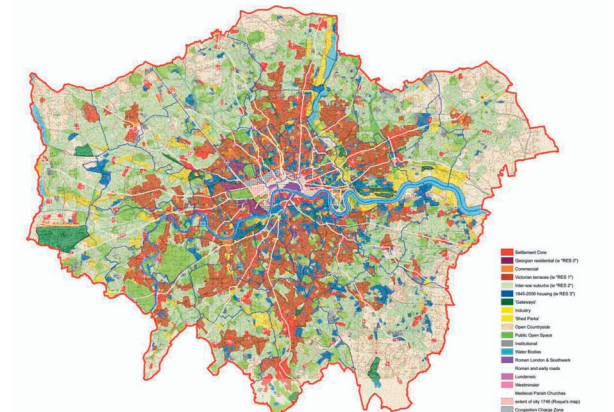 Settlement Core
Georgian residential (ie "RES 0")
Commercial
Victorian terraces (ie "RES 1")
Inter-war suburbs (ie "RES 2")
1945-2000 housing (ie "RES 3")
'Gateways'
Industry
'Shed Parks'
Open Countryside
Public Open Space
Institutional
Water Bodies
Roman London & Southwark
Roman and early roads
Lundenwic
Westminster
Medieval Parish Churches
extent of city 1746 (Roque's map)
Congestion Charge Zone